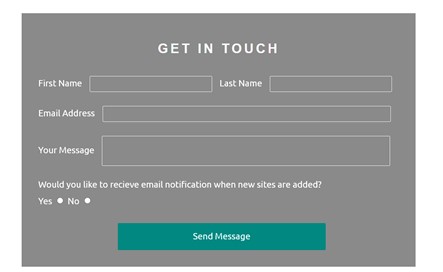 GET IN TOUCH
First Name Last Name
Email Address
Your Message
Would you like to recieve email notification when new sites are added?
Yes No
Send Message